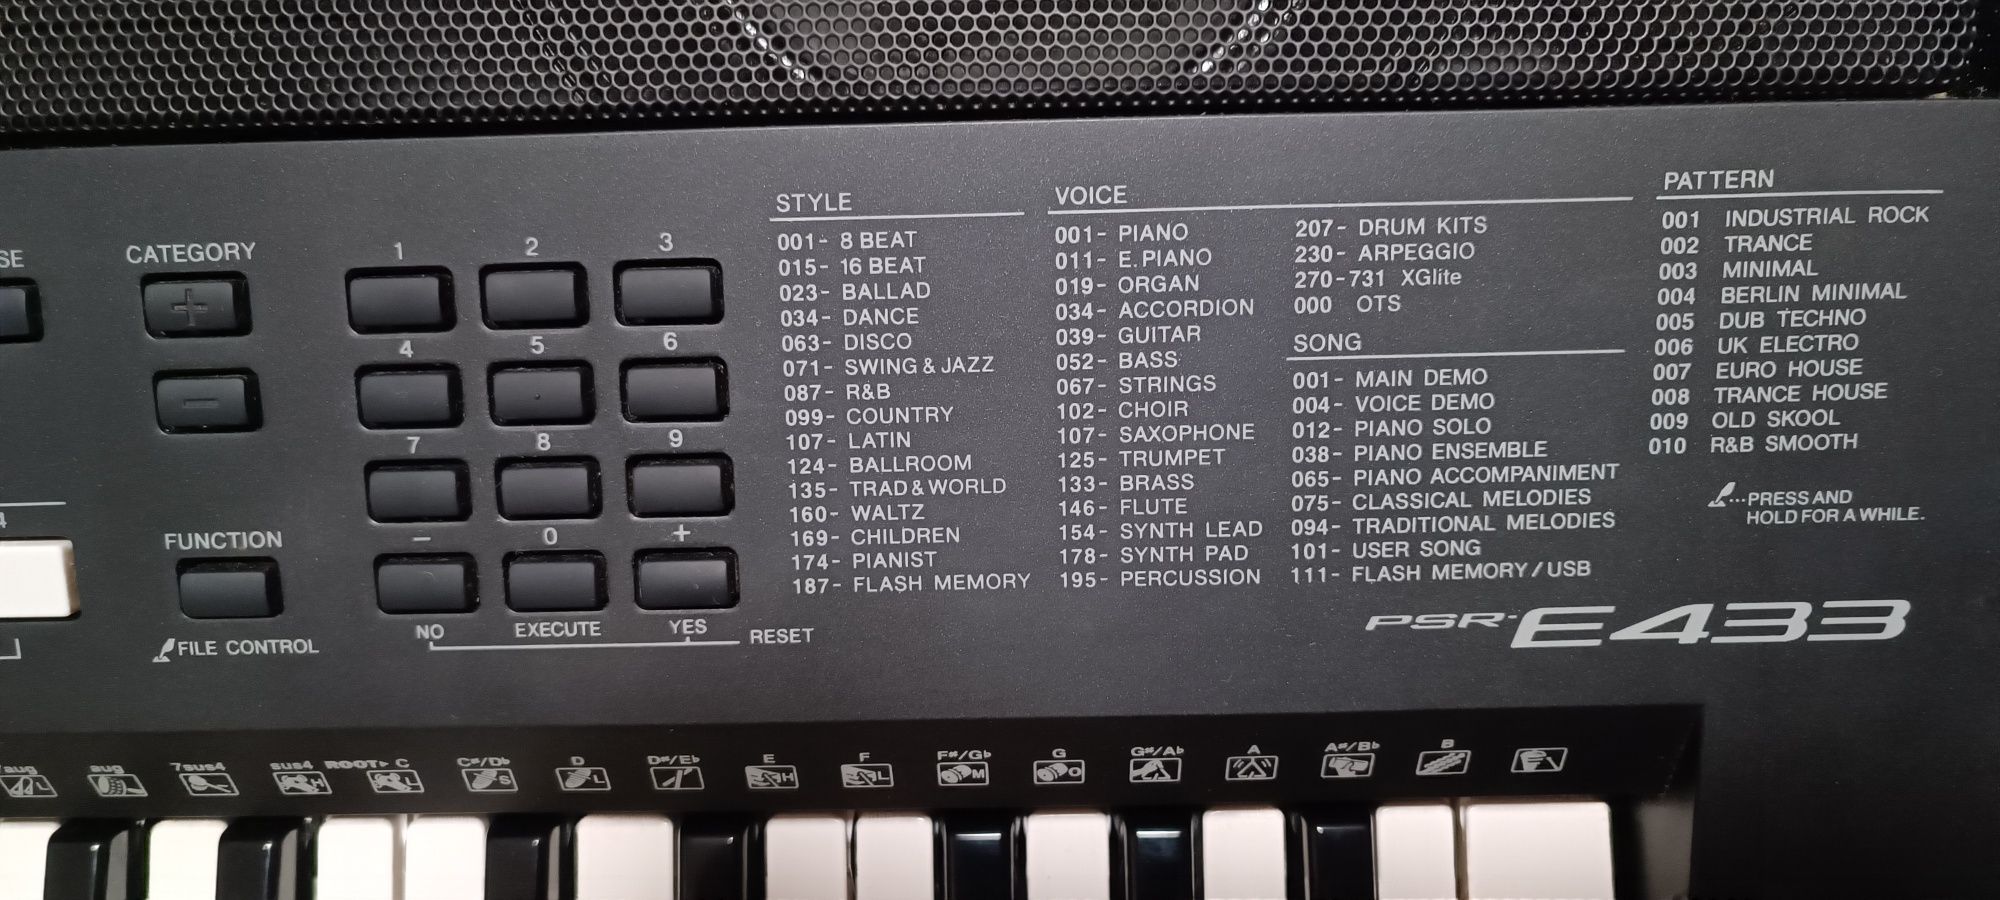 SE
CATEGORY
+
-
1 2 3
4 5 6
7 8 9
- 0 +
NO EXECUTE YES RESET
FUNCTION
FILE CONTROL
4
STYLE
001- 8 BEAT
015- 16 BEAT
023- BALLAD
034- DANCE
063- DISCO
071- SWING & JAZZ
087- R&B
099- COUNTRY
107- LATIN
124- BALLROOM
135- TRAD & WORLD
160- WALTZ
169- CHILDREN
174- PIANIST
187- FLASH MEMORY
VOICE
001- PIANO
011- E. PIANO
019- ORGAN
034- ACCORDION
039- GUITAR
052- BASS
067- STRINGS
102- CHOIR
107- SAXOPHONE
125- TRUMPET
133- BRASS
146- FLUTE
154- SYNTH LEAD
178- SYNTH PAD
195- PERCUSSION
207- DRUM KITS
230- ARPEGGIO
270-731 XGlite
000 OTS
SONG
001- MAIN DEMO
004- VOICE DEMO
012- PIANO SOLO
038- PIANO ENSEMBLE
065- PIANO ACCOMPANIMENT
075- CLASSICAL MELODIES
094- TRADITIONAL MELODIES
101- USER SONG
111- FLASH MEMORY/USB
PATTERN
001 INDUSTRIAL ROCK
002 TRANCE
003 MINIMAL
004 BERLIN MINIMAL
005 DUB TECHNO
006 UK ELECTRO
007 EURO HOUSE
008 TRANCE HOUSE
009 OLD SKOOL
010 R&B SMOOTH
...PRESS AND
HOLD FOR A WHILE.
PSR-E433
aug aug 7sus4 sus4 ROOT▸ C C#/D♭ D D#/E♭ E F F#/G♭ G G#/A♭ A A#/B♭ B
L H L S L H L M O